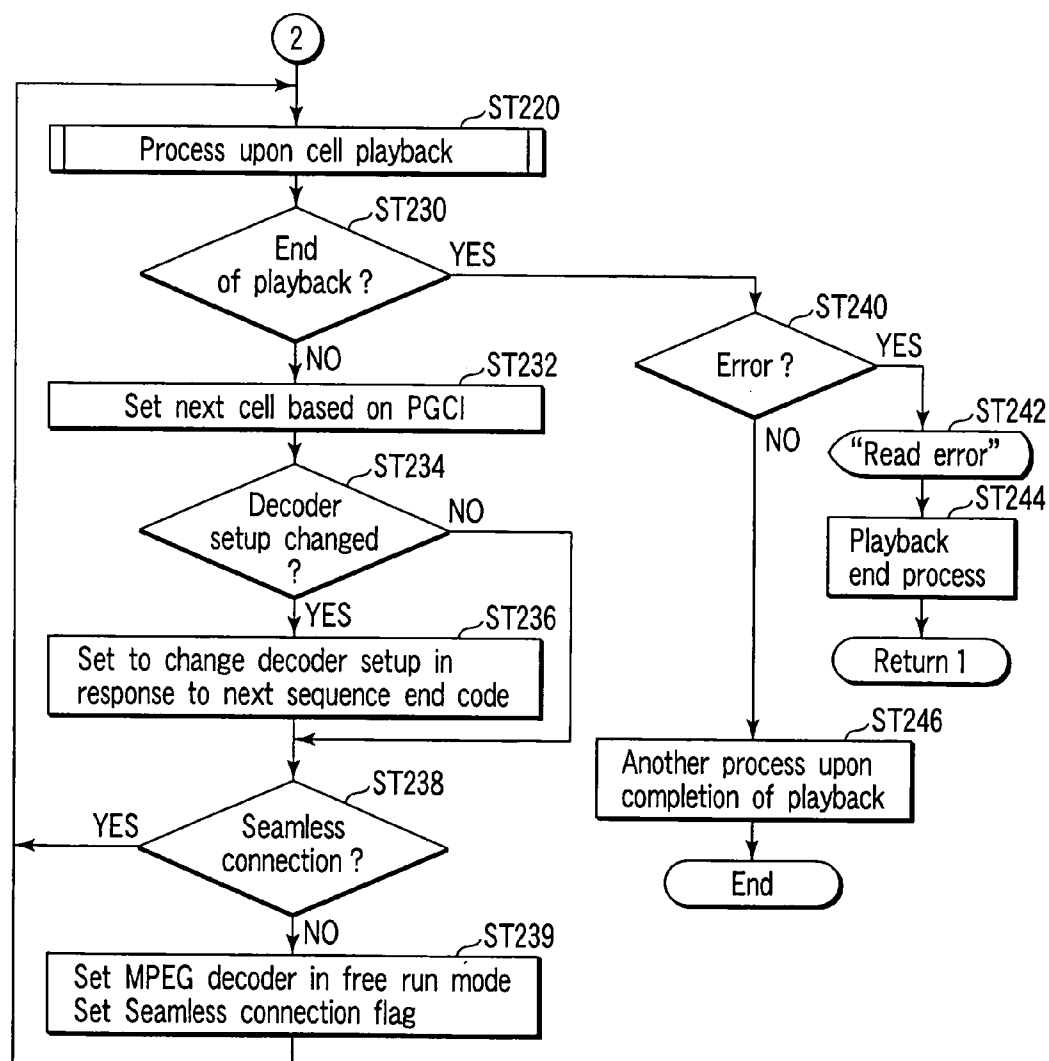 2
ST220
Process upon cell playback
ST230
End
of playback ?
YES
NO
ST232
Set next cell based on PGCI
ST234
Decoder
setup changed
?
NO
YES
ST236
Set to change decoder setup in
response to next sequence end code
ST238
YES
Seamless
connection ?
NO
ST239
Set MPEG decoder in free run mode
Set Seamless connection flag
ST240
Error ?
YES
NO
ST242
“Read error”
ST244
Playback
end process
Return 1
ST246
Another process upon
completion of playback
End